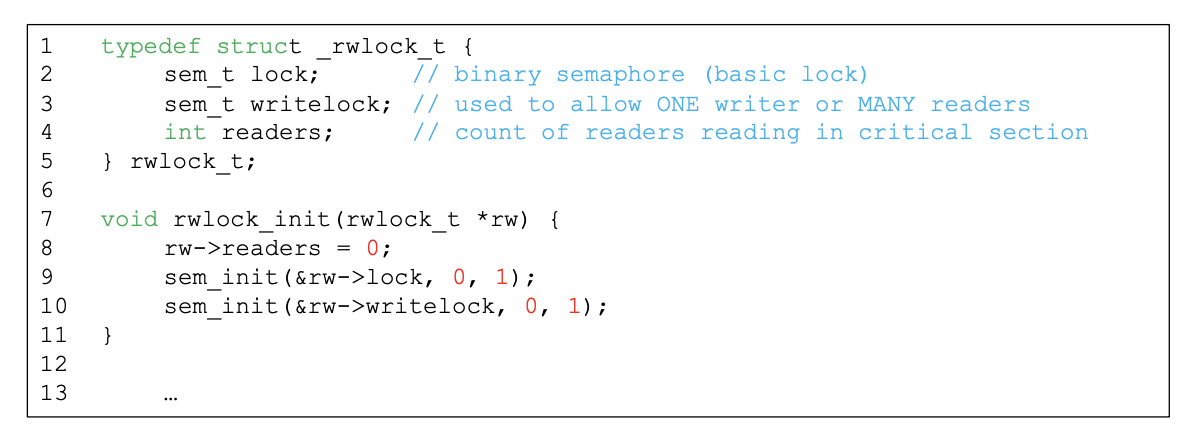 1 typedef struct _rwlock_t {
2 sem_t lock; // binary semaphore (basic lock)
3 sem_t writelock; // used to allow ONE writer or MANY readers
4 int readers; // count of readers reading in critical section
5 } rwlock_t;
6
7 void rwlock_init(rwlock_t *rw) {
8 rw->readers = 0;
9 sem_init(&rw->lock, 0, 1);
10 sem_init(&rw->writelock, 0, 1);
11 }
12
13 …